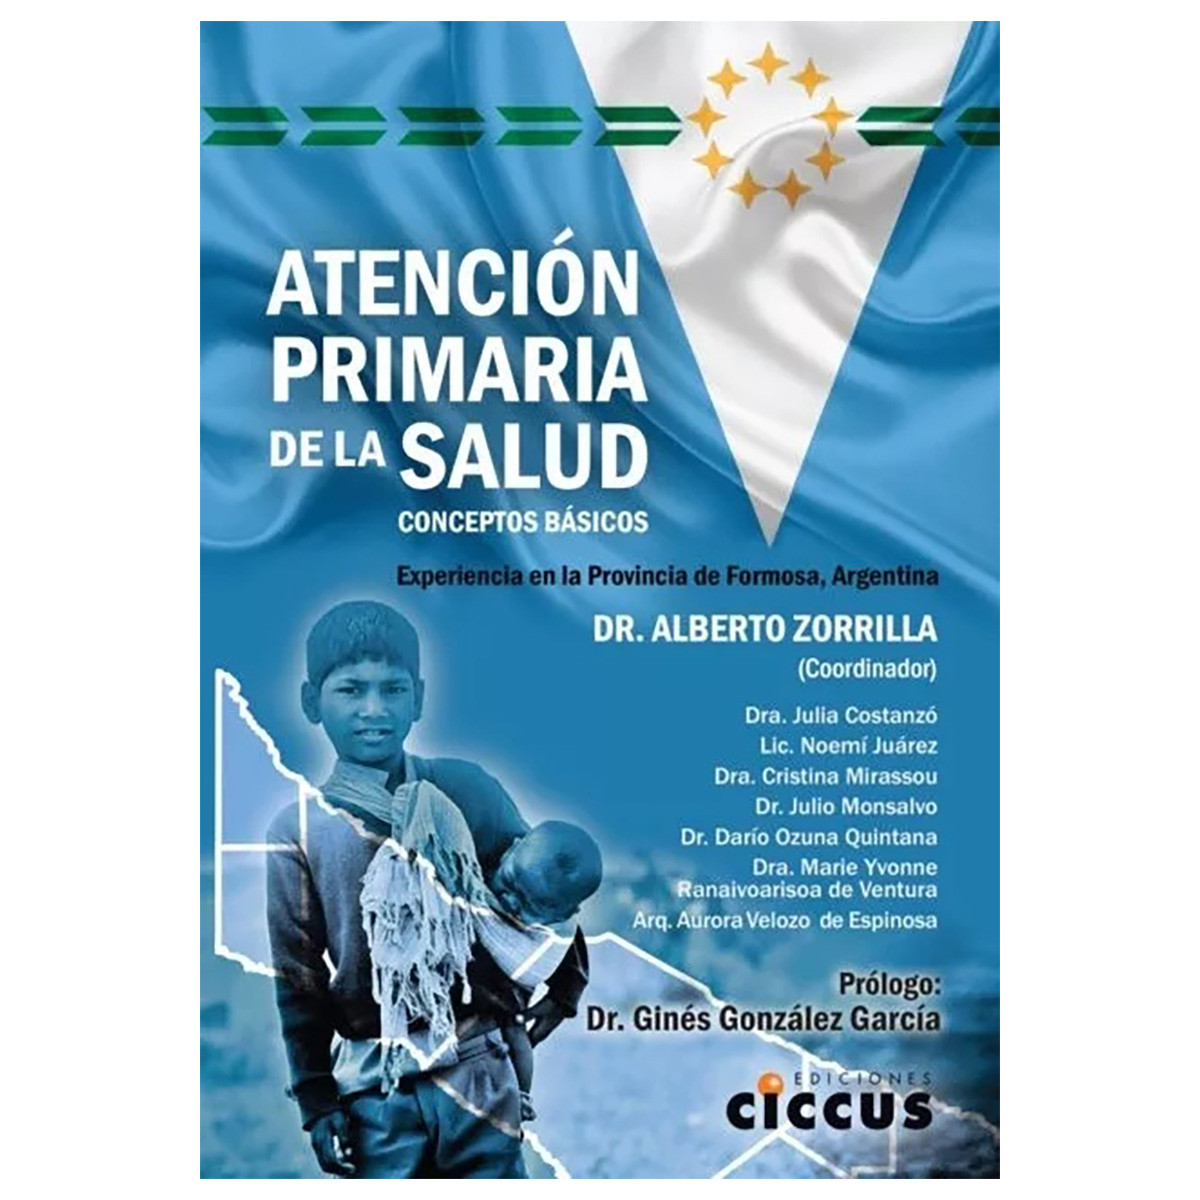 ATENCIÓN
PRIMARIA
DE LA SALUD
CONCEPTOS BÁSICOS
Experiencia en la Provincia de Formosa, Argentina
DR. ALBERTO ZORRILLA
(Coordinador)
Dra. Julia Costanzó
Lic. Noemí Juárez
Dra. Cristina Mirassou
Dr. Julio Monsalvo
Dr. Darío Ozuna Quintana
Dra. Marie Yvonne
Ranaivoarisoa de Ventura
Arq. Aurora Velozo de Espinosa
Prólogo:
Dr. Ginés González García
EDICIONES
CICCUS